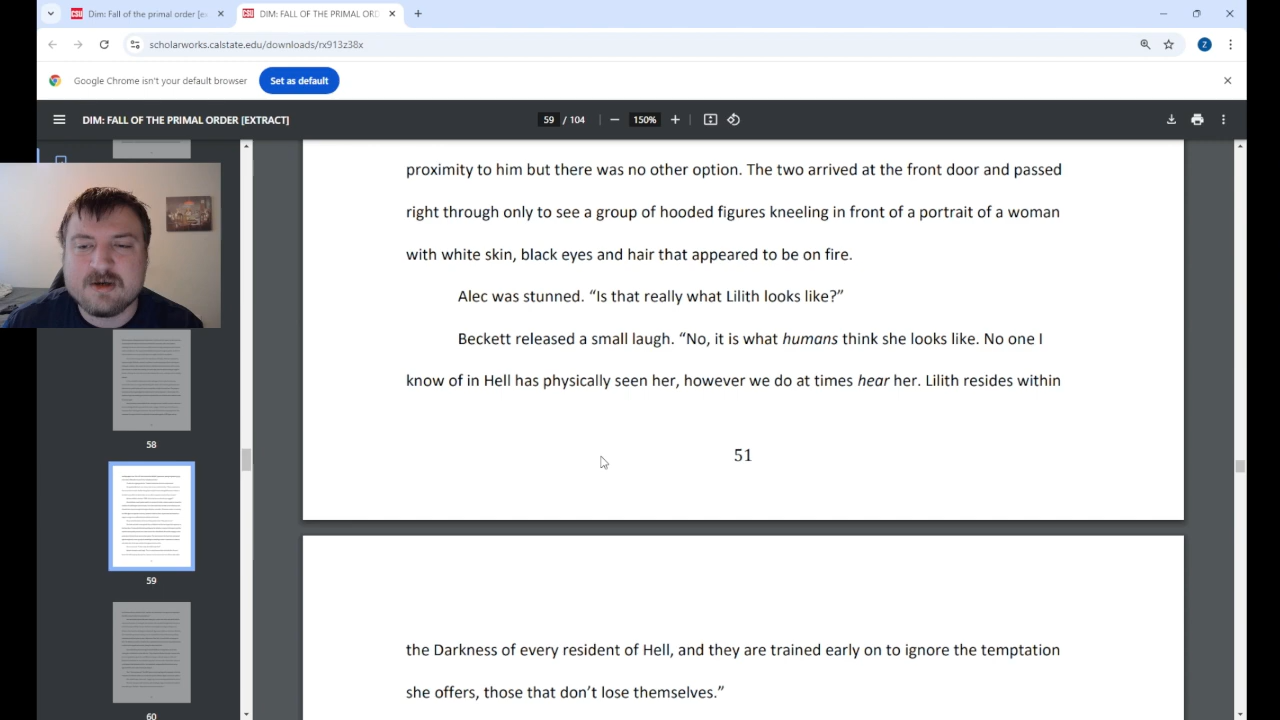 DIM: Fall of the primal order [e
DIM: FALL OF THE PRIMAL ORD
scholarworks.calstate.edu/downloads/rx913z38x
Z
Google Chrome isn't your default browser
Set as default
DIM: FALL OF THE PRIMAL ORDER [EXTRACT]
59 / 104
150%
proximity to him but there was no other option. The two arrived at the front door and passed
right through only to see a group of hooded figures kneeling in front of a portrait of a woman
with white skin, black eyes and hair that appeared to be on fire.
Alec was stunned. “Is that really what Lilith looks like?”
Beckett released a small laugh. “No, it is what humans think she looks like. No one I
know of in Hell has physically seen her, however we do at times hear her. Lilith resides within
51
the Darkness of every resident of Hell, and they are trained early on to ignore the temptation
she offers, those that don’t lose themselves.”
58
59
60